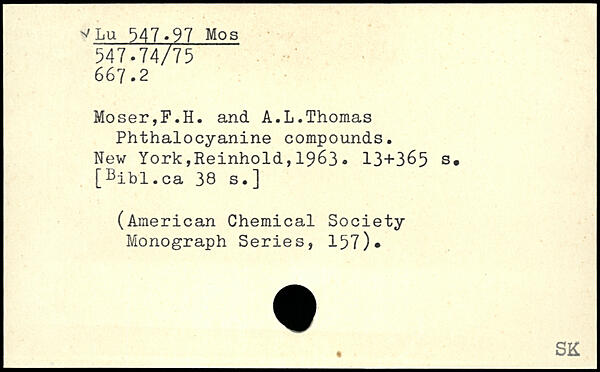 ✓Lu 547.97 Mos
547.74/75
667.2
Moser,F.H. and A.L.Thomas
Phthalocyanine compounds.
New York,Reinhold,1963. 13+365 s.
[Bibl.ca 38 s.]
(American Chemical Society
Monograph Series, 157).
SK